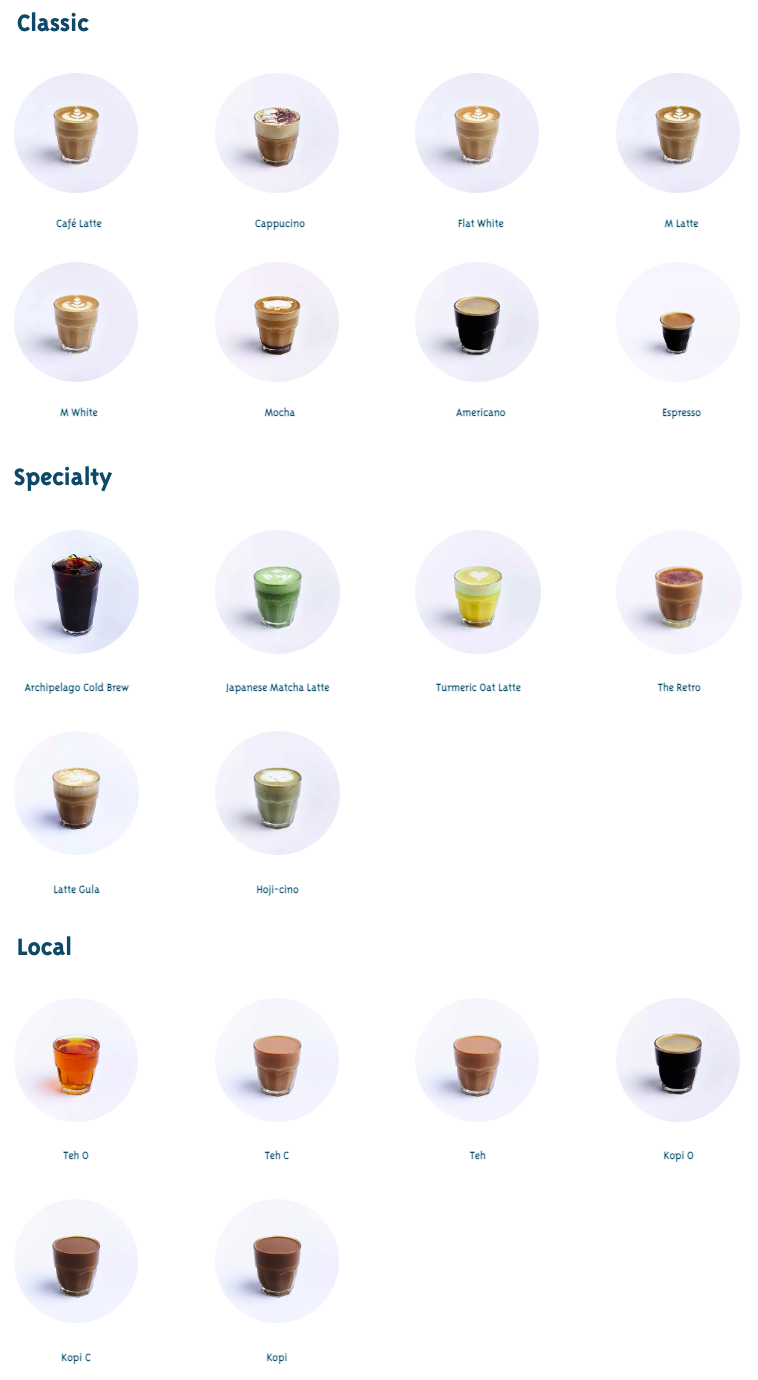 Classic
Café Latte
Cappucino
Flat White
M Latte
M White
Mocha
Americano
Espresso
Specialty
Archipelago Cold Brew
Japanese Matcha Latte
Turmeric Oat Latte
The Retro
Latte Gula
Hoji-cino
Local
Teh O
Teh C
Teh
Kopi O
Kopi C
Kopi